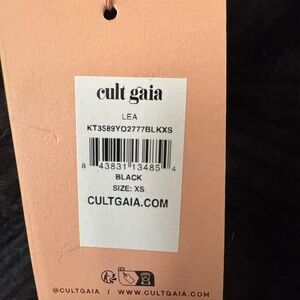 cult gaia
LEA
KT3589YO2777BLKXS
8 43831 13485 4
BLACK
SIZE: XS
CULTGAIA.COM
@CULTGAIA / WWW.CULTGAIA.COM